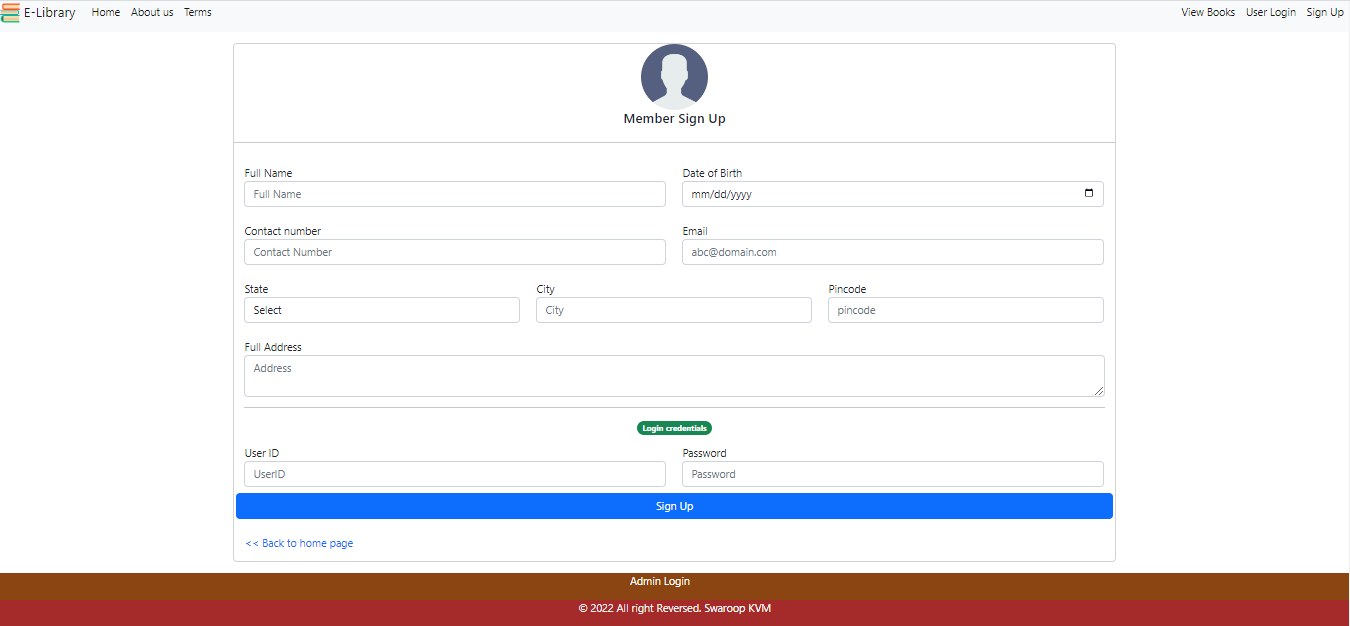 E-Library Home About us Terms View Books User Login Sign Up
Member Sign Up
Full Name Date of Birth
Full Name mm/dd/yyyy
Contact number Email
Contact Number abc@domain.com
State City Pincode
Select City pincode
Full Address
Address
Login credentials
User ID Password
UserID Password
Sign Up
<< Back to home page
Admin Login
© 2022 All right Reversed. Swaroop KVM